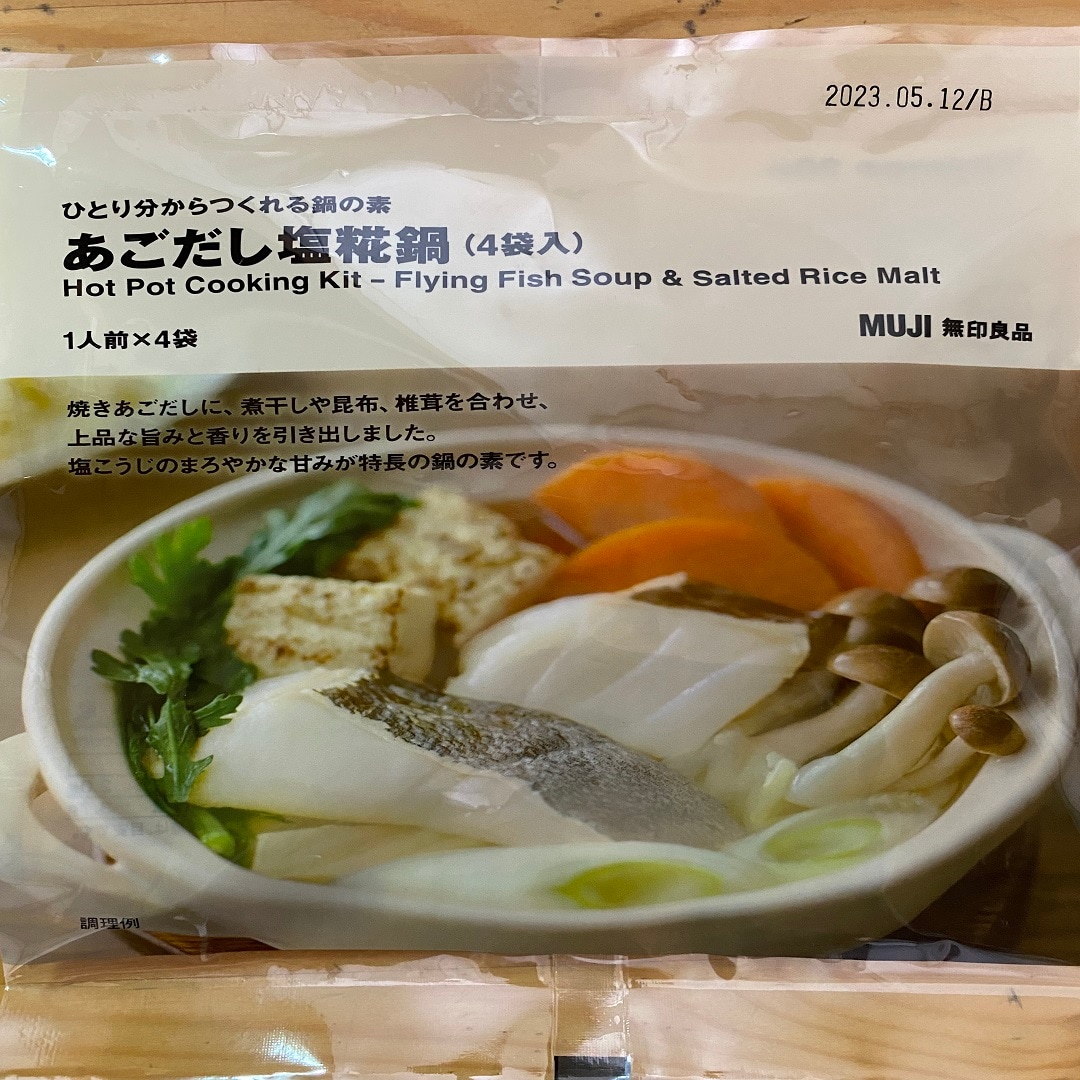 2023.05.12/B
ひとり分からつくれる鍋の素
あごだし塩糀鍋（4袋入）
Hot Pot Cooking Kit – Flying Fish Soup & Salted Rice Malt
1人前×4袋
MUJI 無印良品
焼きあごだしに、煮干しや昆布、椎茸を合わせ、
上品な旨みと香りを引き出しました。
塩こうじのまろやかな甘みが特長の鍋の素です。
調理例